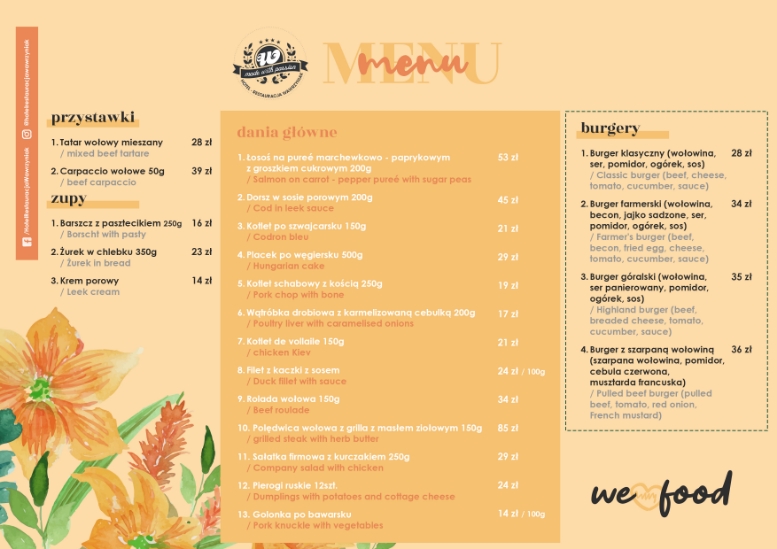 MENU
menu
w
made with passion
HOTEL - RESTAURACJA WAWRZYNIAK
@hotelrestauracjawawrzyniak
/HotelRestauracjaWawrzyniak
przystawki
1. Tatar wołowy mieszany 28 zł
/ mixed beef tartare
2. Carpaccio wołowe 50g 39 zł
/ beef carpaccio
zupy
1. Barszcz z pasztecikiem 250g 16 zł
/ Borscht with pasty
2. Żurek w chlebku 350g 23 zł
/ Żurek in bread
3. Krem porowy 14 zł
/ Leek cream
dania główne
1. Łosoś na pureé marchewkowo - paprykowym 53 zł
z groszkiem cukrowym 200g
/ Salmon on carrot - pepper pureé with sugar peas
2. Dorsz w sosie porowym 200g 45 zł
/ Cod in leek sauce
3. Kotlet po szwajcarsku 150g 21 zł
/ Codron bleu
4. Placek po węgiersku 500g 29 zł
/ Hungarian cake
5. Kotlet schabowy z kością 250g 19 zł
/ Pork chop with bone
6. Wątróbka drobiowa z karmelizowaną cebulką 200g 17 zł
/ Poultry liver with caramelised onions
7. Kotlet de volaile 150g 21 zł
/ chicken Kiev
8. Filet z kaczki z sosem 24 zł / 100g
/ Duck fillet with sauce
9. Rolada wołowa 150g 34 zł
/ Beef roulade
10. Polędwica wołowa z grilla z masłem ziołowym 150g 85 zł
/ grilled steak with herb butter
11. Sałatka firmowa z kurczakiem 250g 29 zł
/ Company salad with chicken
12. Pierogi ruskie 12szt. 24 zł
/ Dumplings with potatoes and cottage cheese
13. Golonka po bawarsku 14 zł / 100g
/ Pork knuckle with vegetables
burgery
1. Burger klasyczny (wołowina, 28 zł
ser, pomidor, ogórek, sos)
/ Classic burger (beef, cheese,
tomato, cucumber, sauce)
2. Burger farmerski (wołowina, 34 zł
becon, jajko sadzone, ser,
pomidor, ogórek, sos)
/ Farmer's burger (beef,
becon, fried egg, cheese,
tomato, cucumber, sauce)
3. Burger góralski (wołowina, 35 zł
ser panierowany, pomidor,
ogórek, sos)
/ Highland burger (beef,
breaded cheese, tomato,
cucumber, sauce)
4. Burger z szarpaną wołowiną 36 zł
(szarpana wołowina, pomidor,
cebula czerwona,
musztarda francuska)
/ Pulled beef burger (pulled
beef, tomato, red onion,
French mustard)
we food